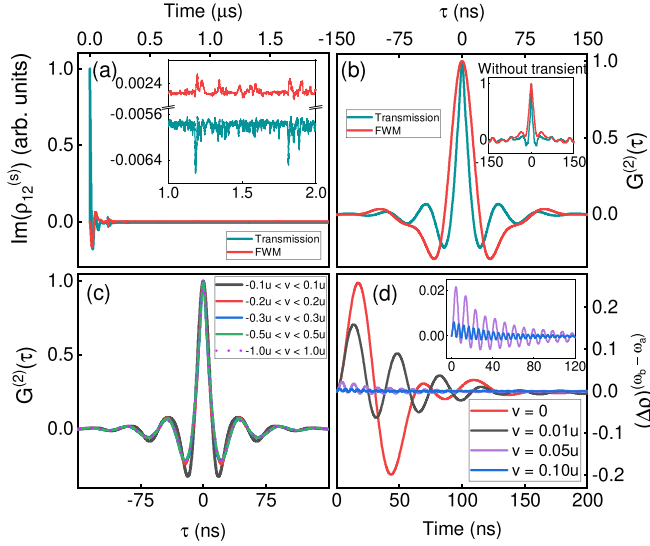 Time (μs)
0.0 0.5 1.0 1.5
Im(ρ12(s)) (arb. units)
1.0
0.5
0.0
(a)
0.0024
-0.0056
-0.0064
1.0 1.5 2.0
Transmission
FWM
τ (ns)
-150 -75 0 75 150
(b)
Transmission
FWM
Without transient
1
0
-150 0 150
1.0
0.5
0.0
G(2)(τ)
(c)
-0.1u < v < 0.1u
-0.2u < v < 0.2u
-0.3u < v < 0.3u
-0.5u < v < 0.5u
-1.0u < v < 1.0u
G(2)(τ)
1.0
0.5
0.0
-75 0 75
τ (ns)
(d)
0.02
0.00
0 40 80 120
v = 0
v = 0.01u
v = 0.05u
v = 0.10u
0.2
0.1
0.0
-0.1
-0.2
(Δρ)(ωb − ωa)
0 50 100 150 200
Time (ns)